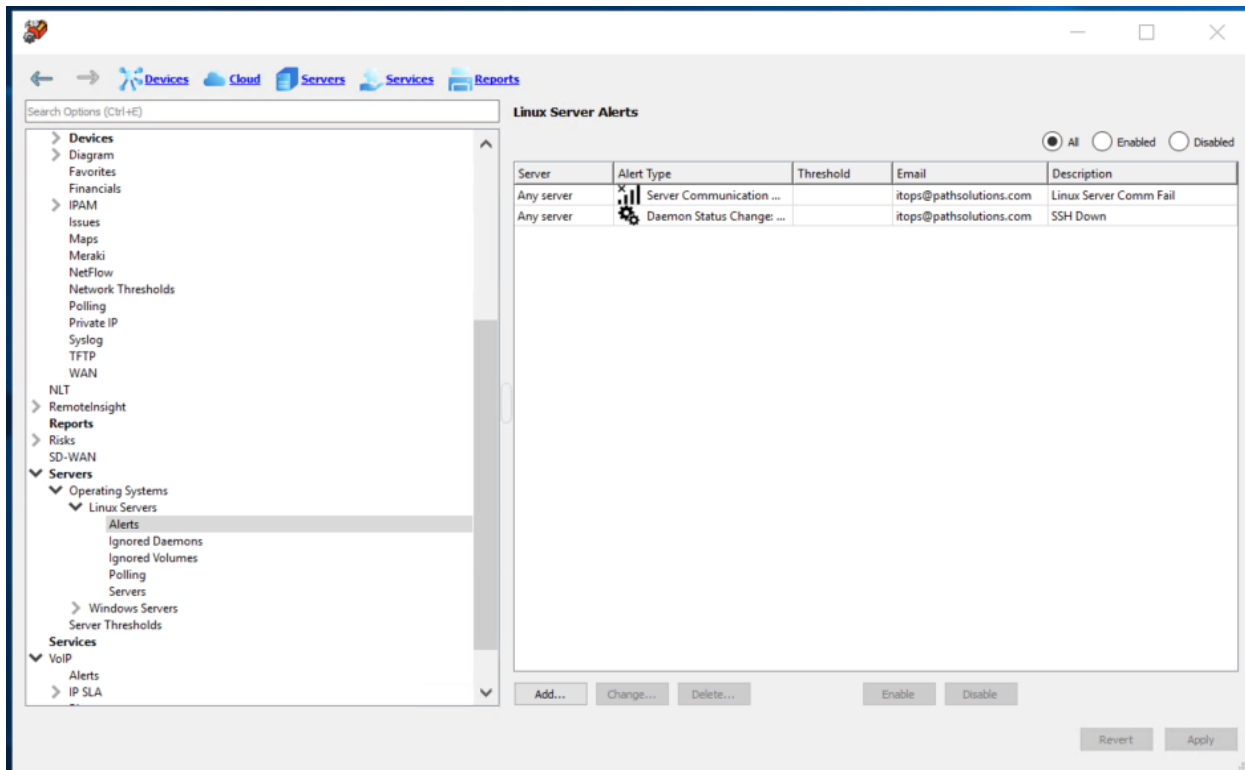 Devices Cloud Servers Services Reports
Search Options (Ctrl+E)
Devices
Diagram
Favorites
Financials
IPAM
Issues
Maps
Meraki
NetFlow
Network Thresholds
Polling
Private IP
Syslog
TFTP
WAN
NLT
RemoteInsight
Reports
Risks
SD-WAN
Servers
Operating Systems
Linux Servers
Alerts
Ignored Daemons
Ignored Volumes
Polling
Servers
Windows Servers
Server Thresholds
Services
VoIP
Alerts
IP SLA
Linux Server Alerts
All Enabled Disabled
Server Alert Type Threshold Email Description
Any server Server Communication ... itops@pathsolutions.com Linux Server Comm Fail
Any server Daemon Status Change: ... itops@pathsolutions.com SSH Down
Add... Change... Delete... Enable Disable
Revert Apply